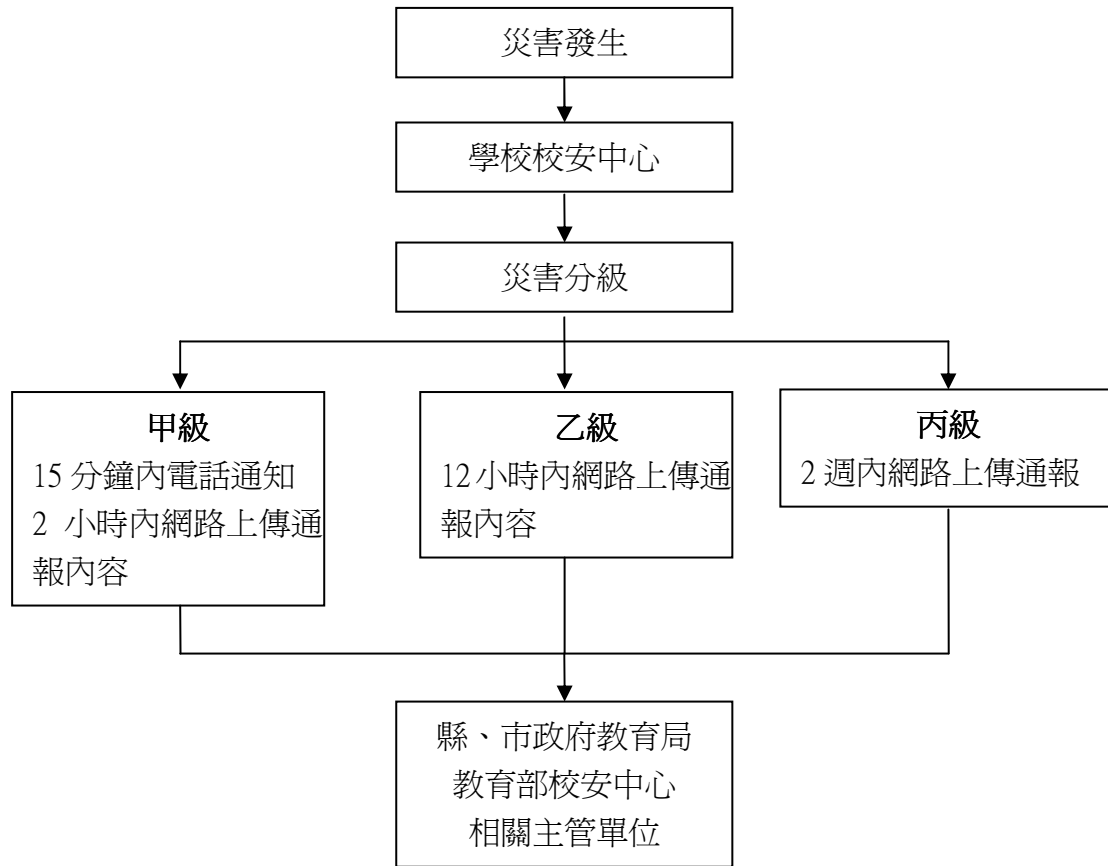 災害發生
學校校安中心
災害分級
甲級
15 分鐘內電話通知
2 小時內網路上傳通
報內容
乙級
12小時內網路上傳通
報內容
丙級
2 週內網路上傳通報
縣、市政府教育局
教育部校安中心
相關主管單位